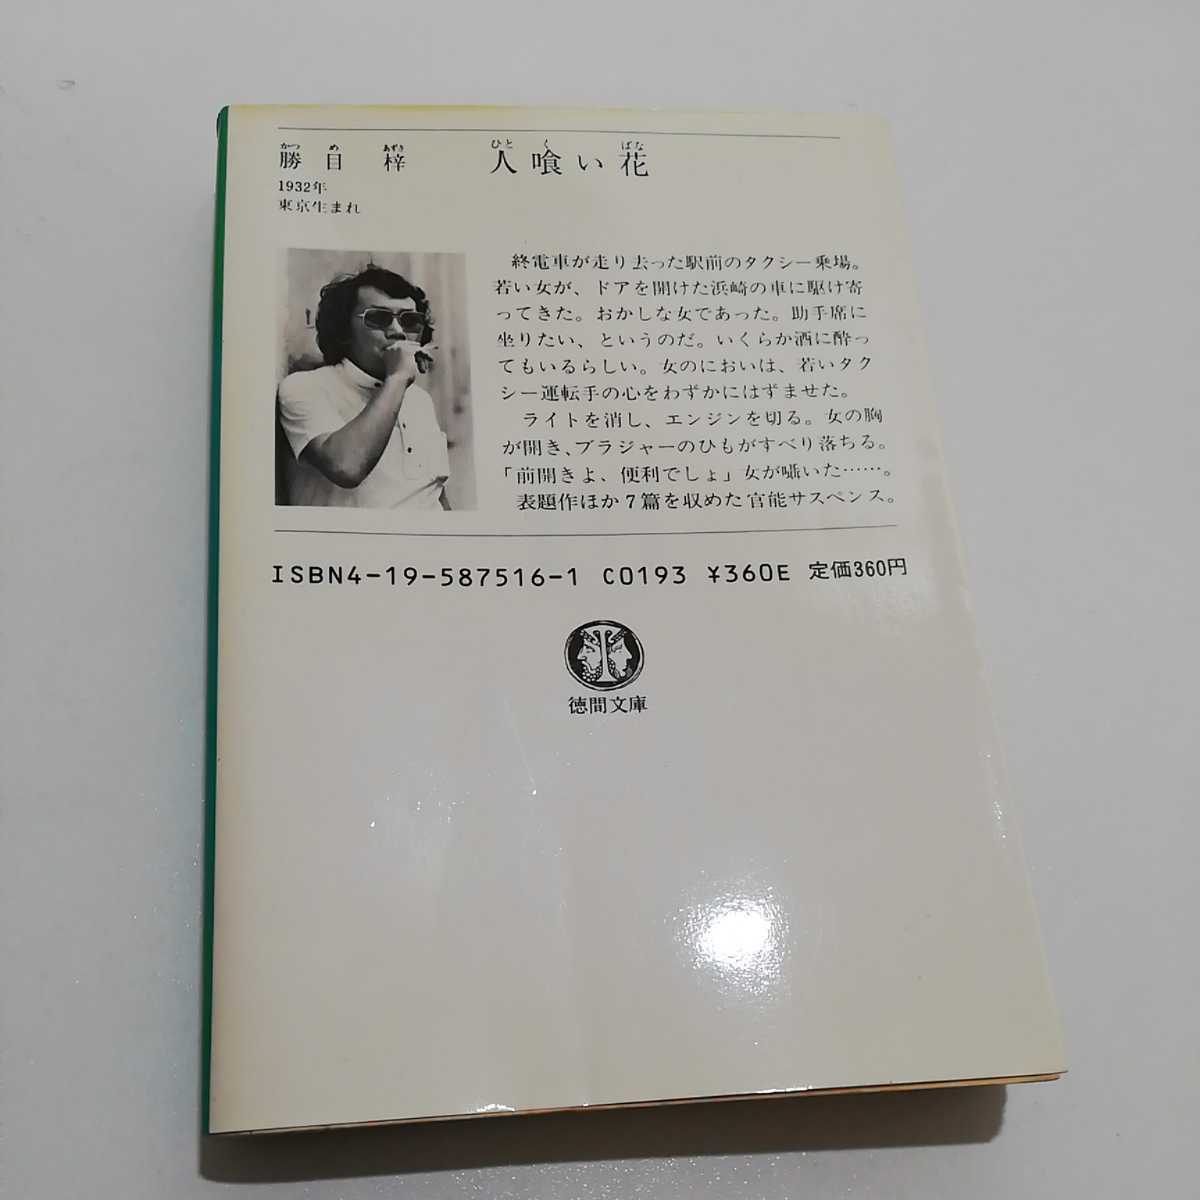 かつ め あずさ ひと く ばな
勝目 梓 人喰い花
1932年
東京生まれ
終電車が走り去った駅前のタクシー乗場。
若い女が、ドアを開けた浜崎の車に駆け寄
ってきた。おかしな女であった。助手席に
坐りたい、というのだ。いくらか酒に酔っ
てもいるらしい。女のにおいは、若いタク
シー運転手の心をわずかにはずませた。
ライトを消し、エンジンを切る。女の胸
が開き、ブラジャーのひもがすべり落ちる。
「前開きよ、便利でしょ」女が囁いた……。
表題作ほか7篇を収めた官能サスペンス。
ISBN4-19-587516-1 C0193 ¥360E 定価360円
徳間文庫